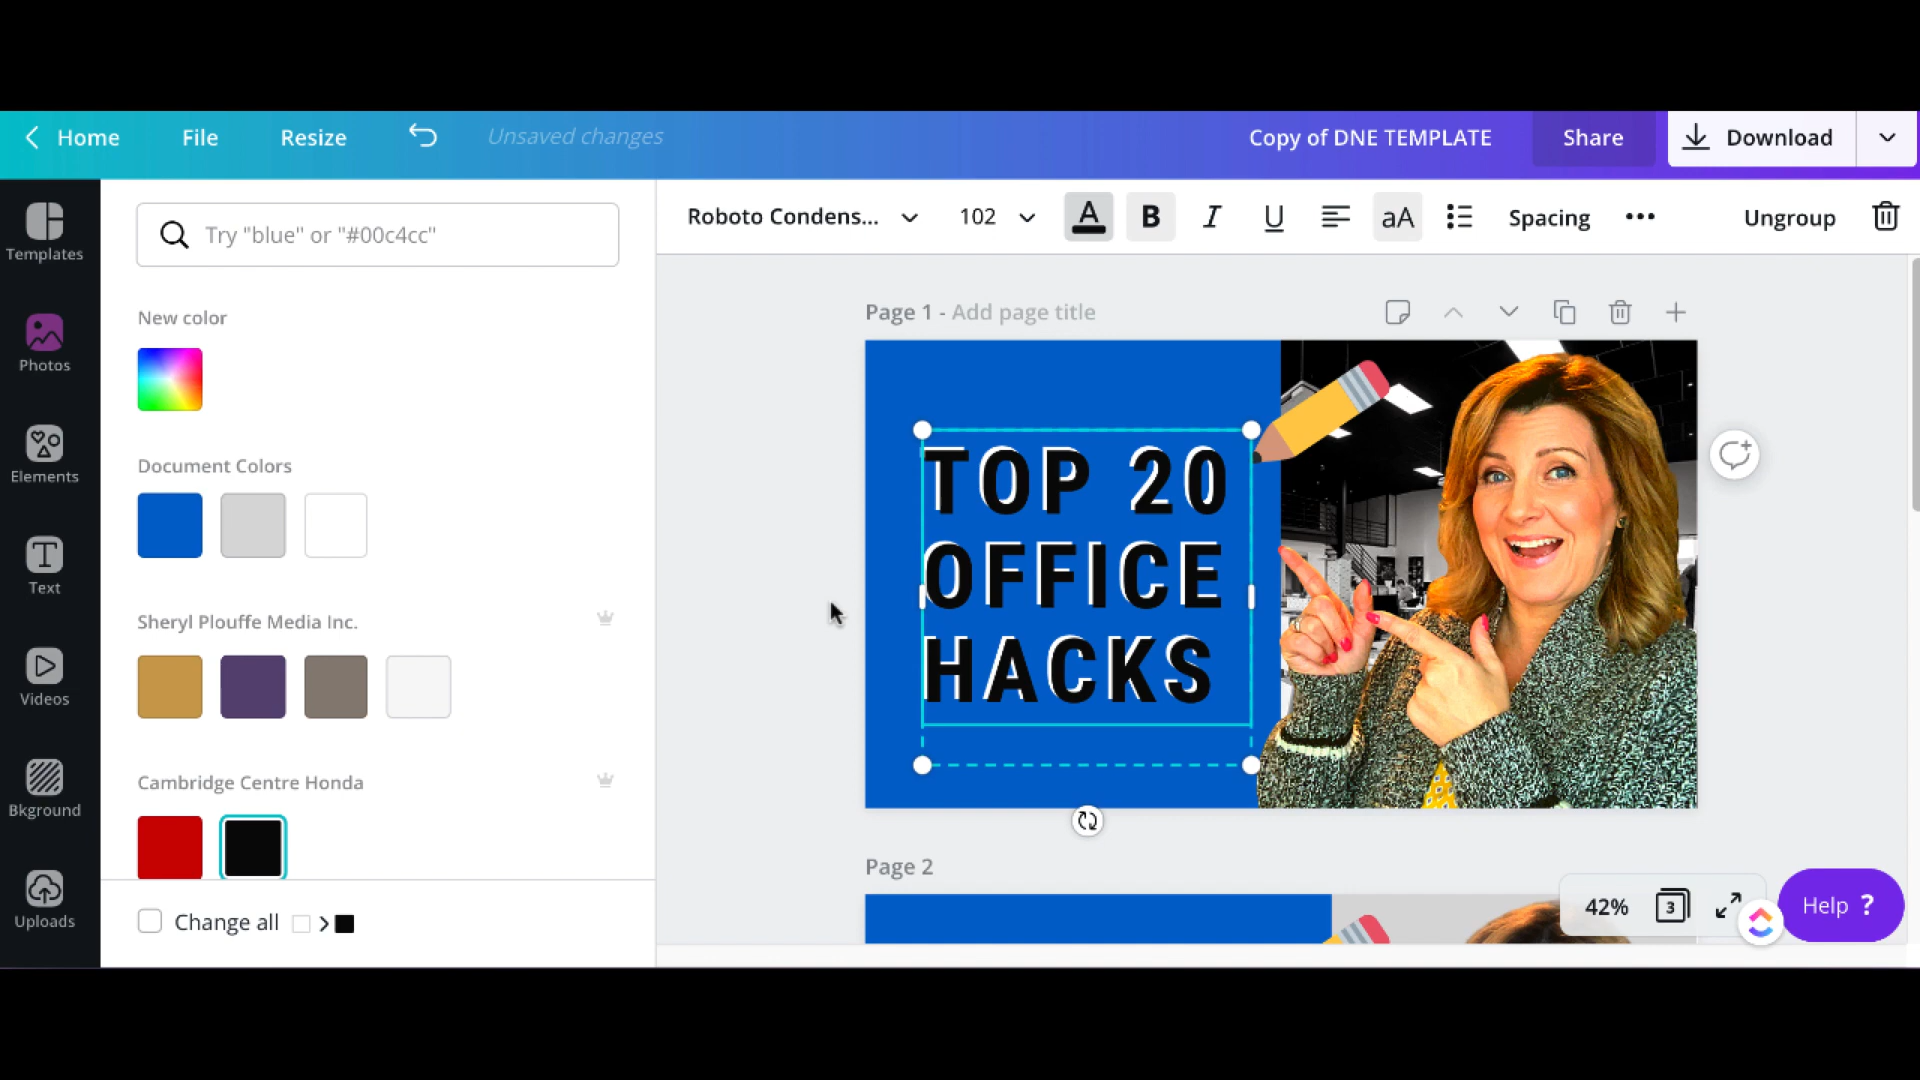 Home File Resize Unsaved changes Copy of DNE TEMPLATE Share Download
Templates
Photos
Elements
Text
Videos
Bkground
Uploads
Try "blue" or "#00c4cc"
New color
Document Colors
Sheryl Plouffe Media Inc.
Cambridge Centre Honda
Change all
Roboto Condens... 102 A B I U aA Spacing Ungroup
Page 1 - Add page title
TOP 20
OFFICE
HACKS
Page 2
42% 3 Help ?